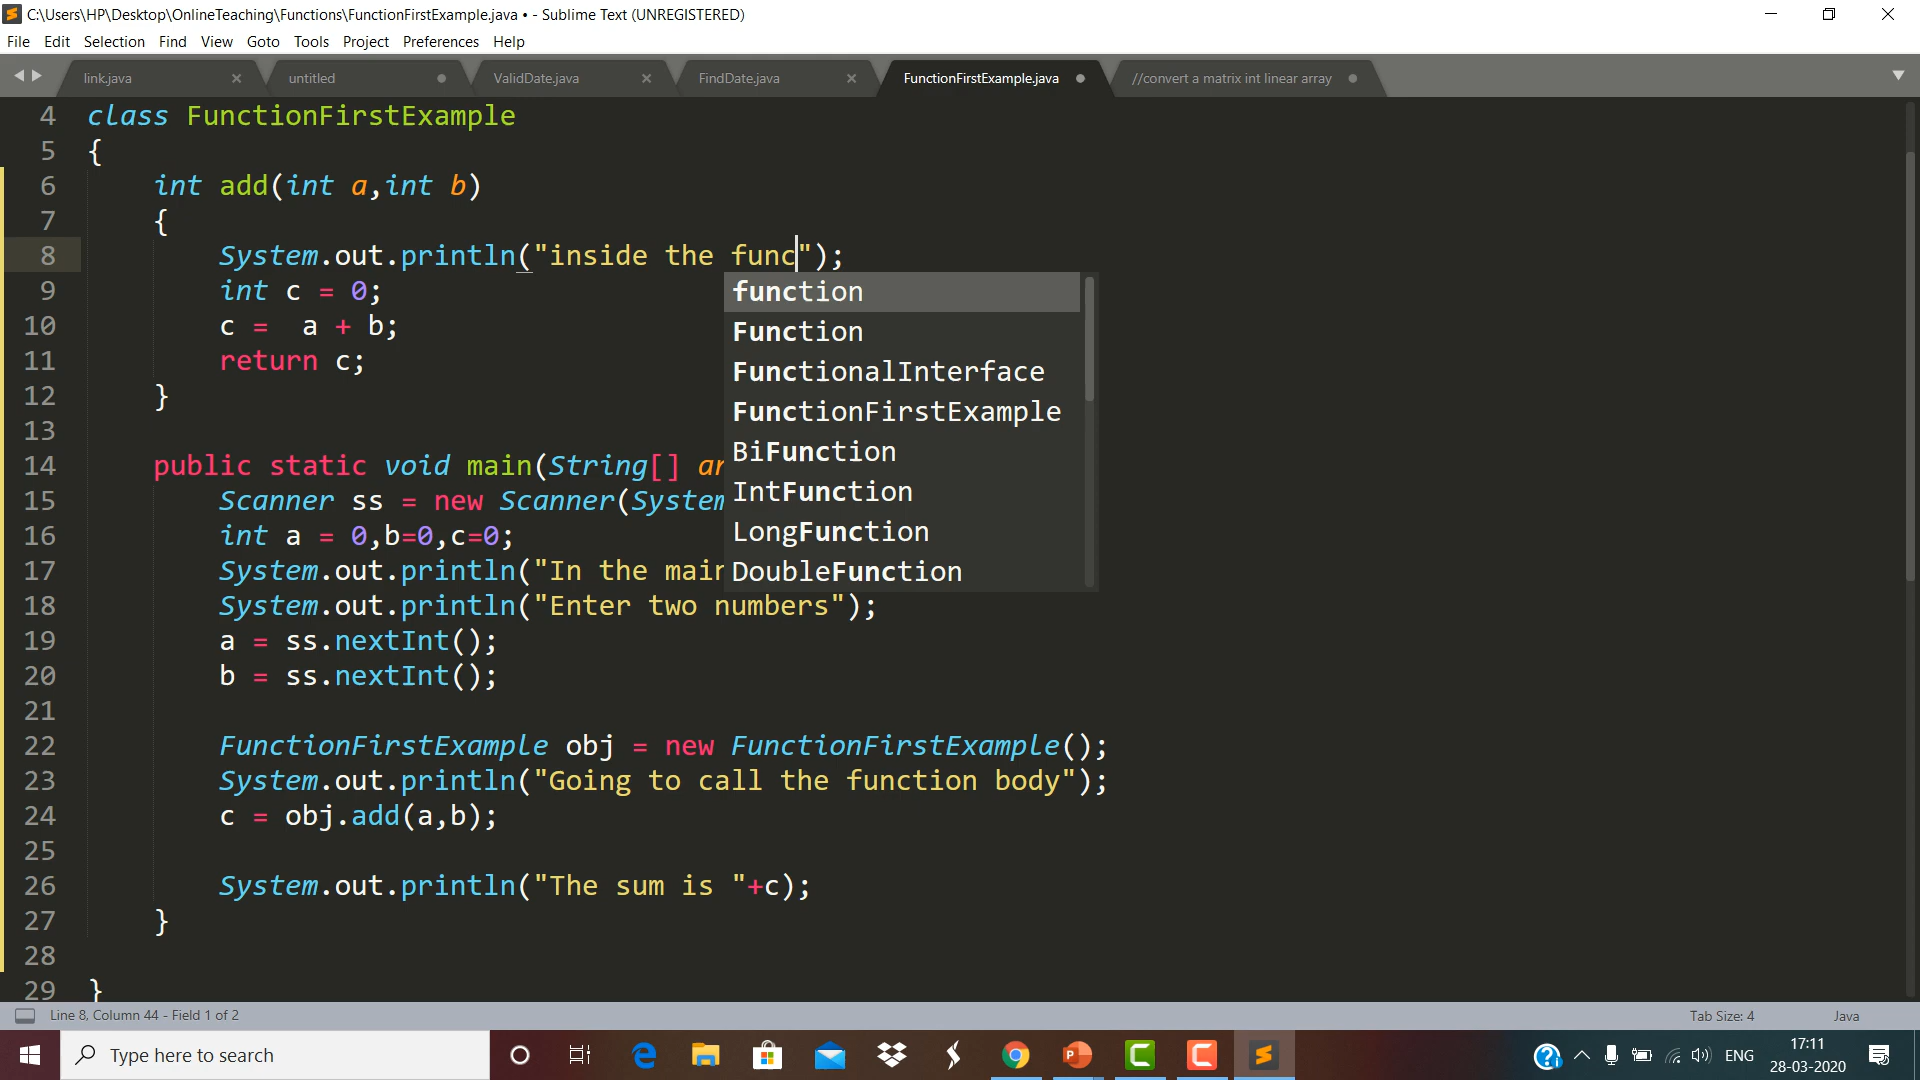 C:\Users\HP\Desktop\OnlineTeaching\Functions\FunctionFirstExample.java • - Sublime Text (UNREGISTERED)
File Edit Selection Find View Goto Tools Project Preferences Help
link.java untitled ValidDate.java FindDate.java FunctionFirstExample.java //convert a matrix int linear array
4 class FunctionFirstExample
5 {
6 int add(int a,int b)
7 {
8 System.out.println("inside the func");
9 int c = 0;
10 c =  a + b;
11 return c;
12 }
13
14 public static void main(String[] ar
15 Scanner ss = new Scanner(System
16 int a = 0,b=0,c=0;
17 System.out.println("In the main
18 System.out.println("Enter two numbers");
19 a = ss.nextInt();
20 b = ss.nextInt();
21
22 FunctionFirstExample obj = new FunctionFirstExample();
23 System.out.println("Going to call the function body");
24 c = obj.add(a,b);
25
26 System.out.println("The sum is "+c);
27 }
28
29 }
function
Function
FunctionalInterface
FunctionFirstExample
BiFunction
IntFunction
LongFunction
DoubleFunction
Line 8, Column 44 - Field 1 of 2 Tab Size: 4 Java
Type here to search ENG 17:11
28-03-2020